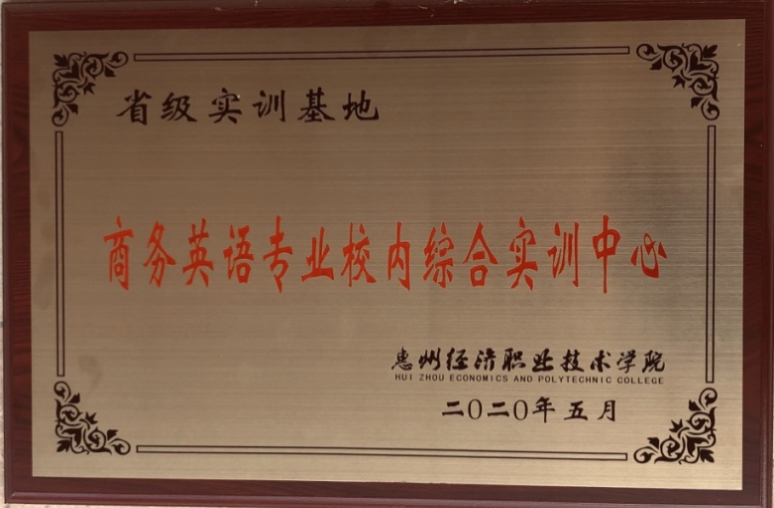 省级实训基地
商务英语专业校内综合实训中心
惠州经济职业技术学院
HUI ZHOU ECONOMICS AND POLYTECHNIC COLLEGE
二〇二〇年五月